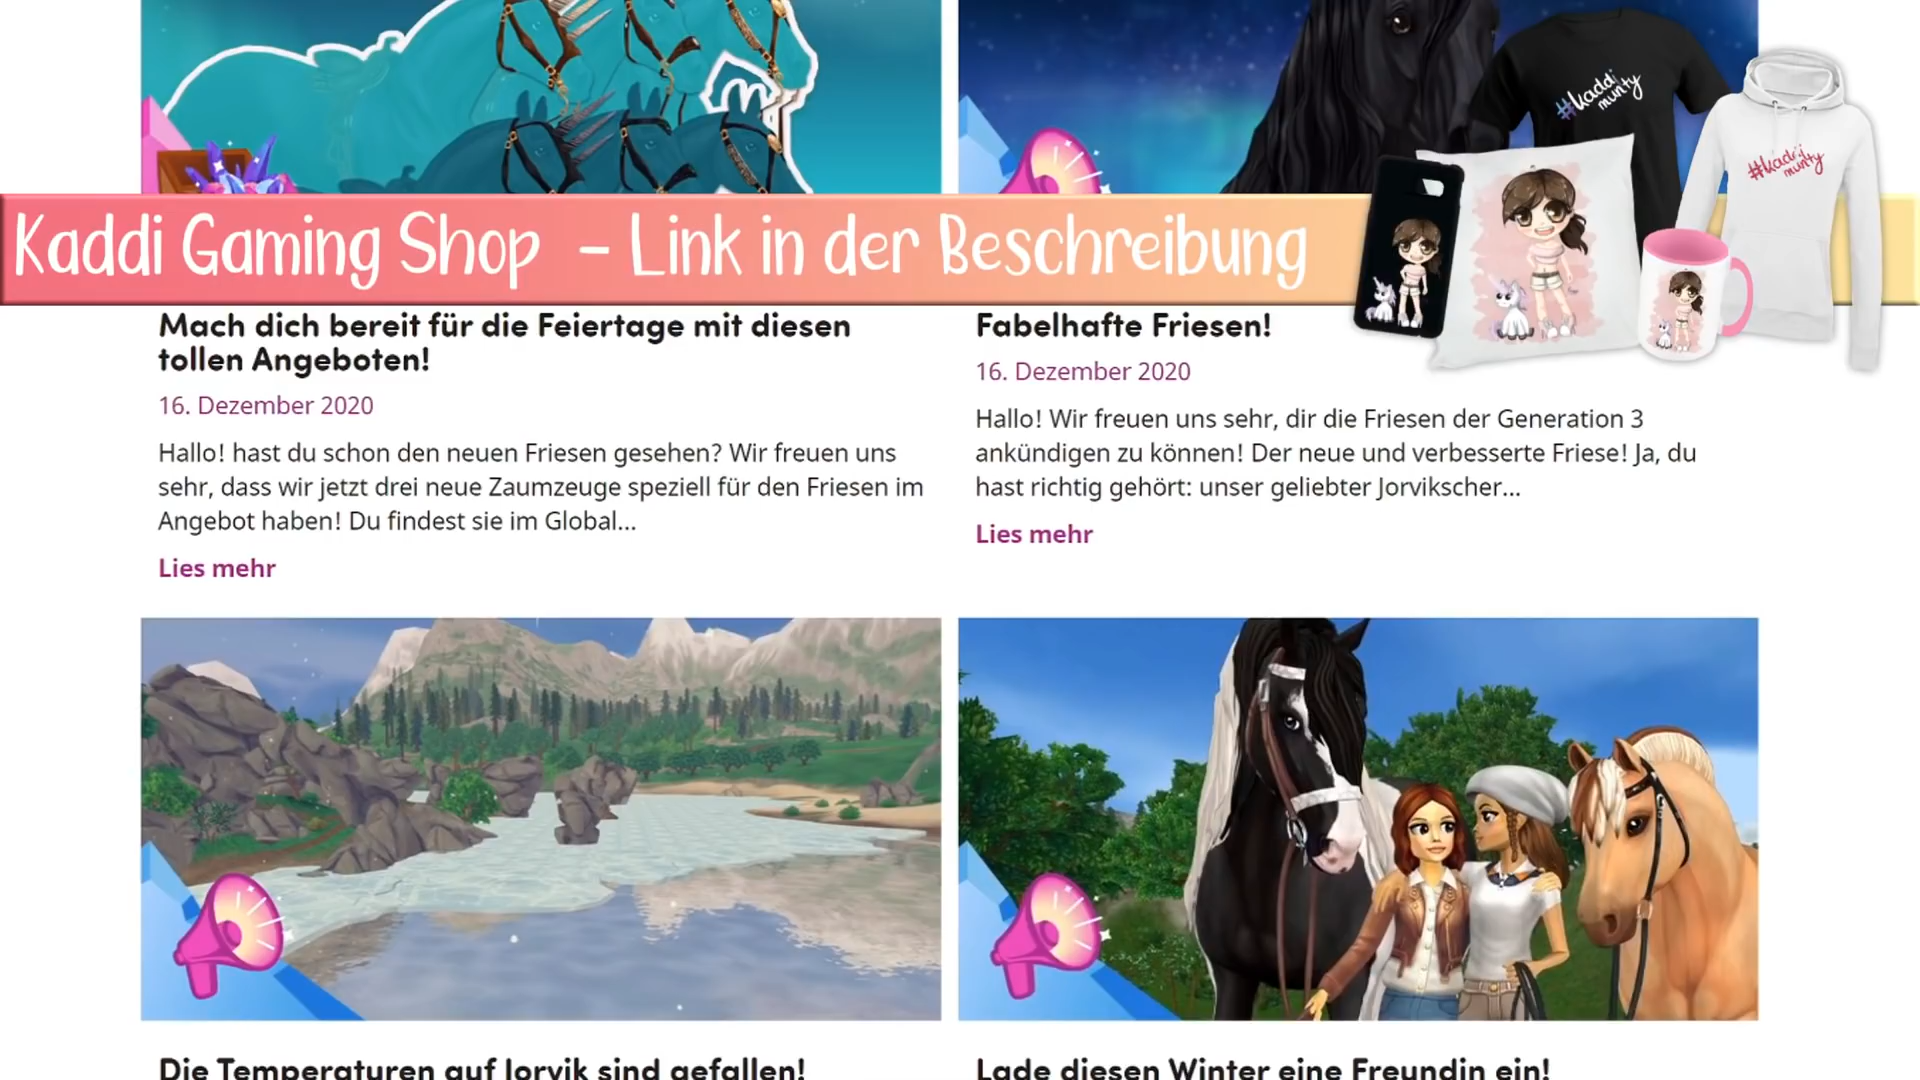 #kaddi
munity
#kaddi
munity
Kaddi Gaming Shop - Link in der Beschreibung
Mach dich bereit für die Feiertage mit diesen
tollen Angeboten!
16. Dezember 2020
Hallo! hast du schon den neuen Friesen gesehen? Wir freuen uns
sehr, dass wir jetzt drei neue Zaumzeuge speziell für den Friesen im
Angebot haben! Du findest sie im Global...
Lies mehr
Fabelhafte Friesen!
16. Dezember 2020
Hallo! Wir freuen uns sehr, dir die Friesen der Generation 3
ankündigen zu können! Der neue und verbesserte Friese! Ja, du
hast richtig gehört: unser geliebter Jorvikscher...
Lies mehr
Die Temperaturen auf Jorvik sind gefallen!
Lade diesen Winter eine Freundin ein!